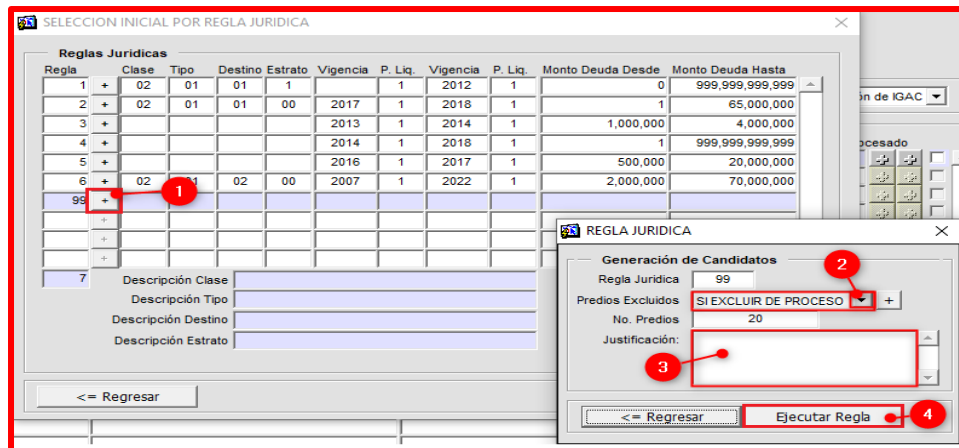 SELECCION INICIAL POR REGLA JURIDICA
Reglas Juridicas
Regla Clase Tipo Destino Estrato Vigencia P. Liq. Vigencia P. Liq. Monto Deuda Desde Monto Deuda Hasta
1 + 02 01 01 1 1 2012 1 0 999,999,999,999
2 + 02 01 01 00 2017 1 2018 1 1 65,000,000
3 + 2013 1 2014 1 1,000,000 4,000,000
4 + 2014 1 2018 1 1 999,999,999,999
5 + 2016 1 2017 1 500,000 20,000,000
6 + 02 02 00 2007 1 2022 1 2,000,000 70,000,000
99 +
+
+
+
7
Descripción Clase
Descripción Tipo
Descripción Destino
Descripción Estrato
<= Regresar
ón de IGAC
ocesado
1
REGLA JURIDICA
Generación de Candidatos
2
Regla Juridica 99
Predios Excluidos SI EXCLUIR DE PROCESO +
No. Predios 20
Justificación:
3
<= Regresar Ejecutar Regla 4